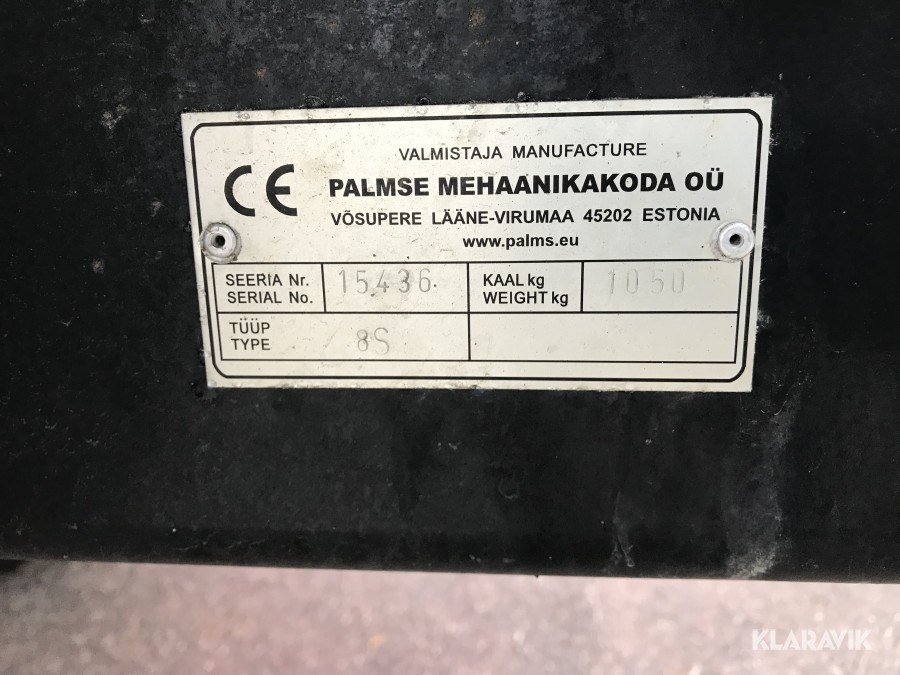 VALMISTAJA MANUFACTURE
CE PALMSE MEHAANIKAKODA OÜ
VÕSUPERE LÄÄNE-VIRUMAA 45202 ESTONIA
www.palms.eu
SEERIA Nr. 15436 KAAL kg 1050
SERIAL No. WEIGHT kg
TÜÜP 8S
TYPE
KLARAVIK